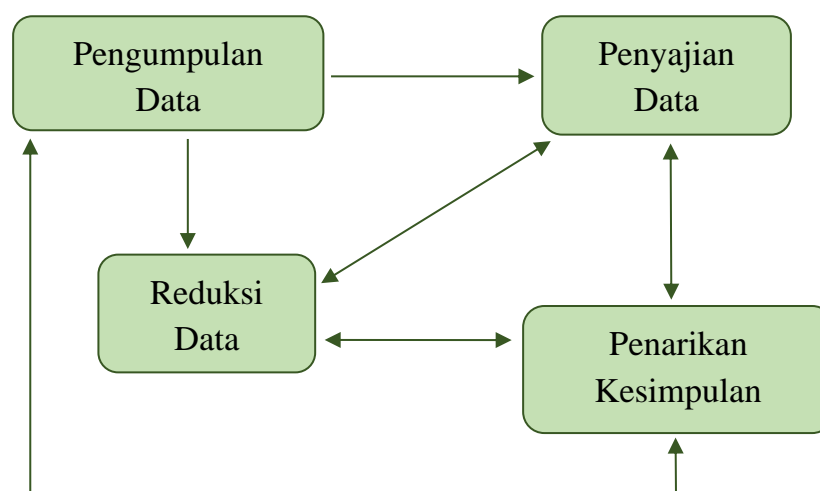 Pengumpulan
Data
Penyajian
Data
Reduksi
Data
Penarikan
Kesimpulan